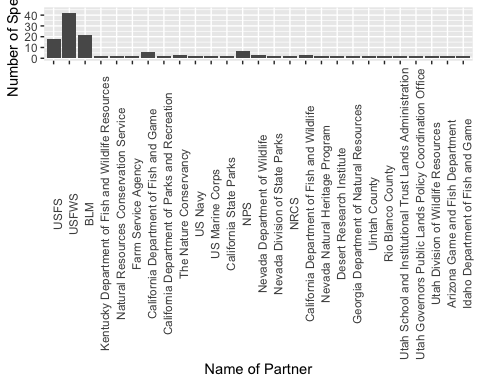 Number of Spe
40
30
20
10
0
USFS
USFWS
BLM
Kentucky Department of Fish and Wildlife Resources
Natural Resources Conservation Service
Farm Service Agency
California Department of Fish and Game
California Department of Parks and Recreation
The Nature Conservancy
US Navy
US Marine Corps
California State Parks
NPS
Nevada Department of Wildlife
Nevada Division of State Parks
NRCS
California Department of Fish and Wildlife
Nevada Natural Heritage Program
Desert Research Institute
Georgia Department of Natural Resources
Uintah County
Rio Blanco County
Utah School and Institutional Trust Lands Administration
Utah Governors Public Lands Policy Coordination Office
Utah Division of Wildlife Resources
Arizona Game and Fish Department
Idaho Department of Fish and Game
Name of Partner